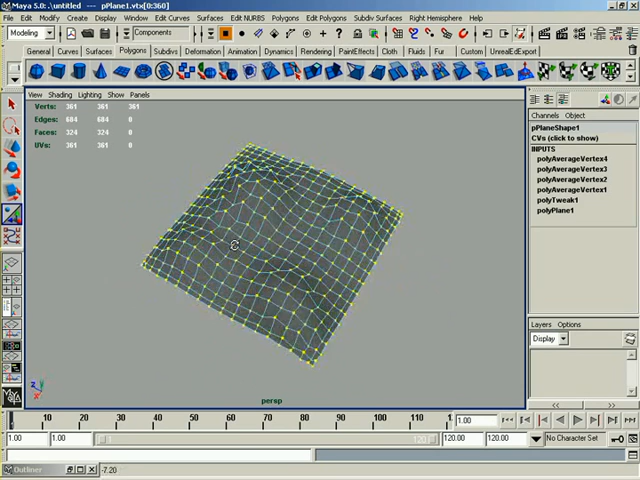 Maya 5.0: .\untitled - pPlane1.vtx[0:360]
File Edit Modify Create Display Window Edit Curves Surfaces Edit NURBS Polygons Edit Polygons Subdiv Surfaces Right Hemisphere Help
Modeling Components
General Curves Surfaces Polygons Subdivs Deformation Animation Dynamics Rendering PaintEffects Cloth Fluids Fur Custom UnrealEdExport
View Shading Lighting Show Panels
Verts: 361 361 361
Edges: 684 684 0
Faces: 324 324 0
UVs: 361 361 0
Channels Object
pPlaneShape1
CVs (click to show)
INPUTS
polyAverageVertex4
polyAverageVertex3
polyAverageVertex2
polyAverageVertex1
polyTweak1
polyPlane1
Layers Options
Display
persp
10 20 30 40 50 60 70 80 90 100 110 1.00
1.00 1.00 120.00 120.00 No Character Set
Outliner -7.20